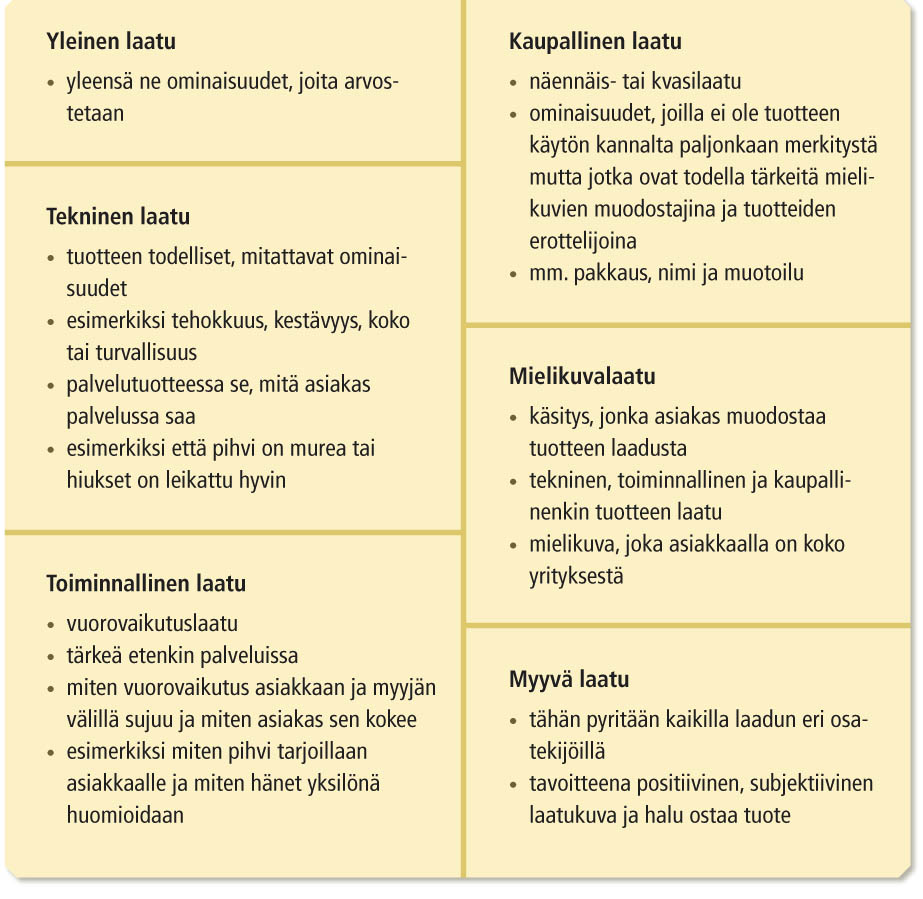 Yleinen laatu
• yleensä ne ominaisuudet, joita arvos-
tetaan
Tekninen laatu
• tuotteen todelliset, mitattavat ominai-
suudet
• esimerkiksi tehokkuus, kestävyys, koko
tai turvallisuus
• palvelutuotteessa se, mitä asiakas
palvelussa saa
• esimerkiksi että pihvi on murea tai
hiukset on leikattu hyvin
Toiminnallinen laatu
• vuorovaikutuslaatu
• tärkeä etenkin palveluissa
• miten vuorovaikutus asiakkaan ja myyjän
välillä sujuu ja miten asiakas sen kokee
• esimerkiksi miten pihvi tarjoillaan
asiakkaalle ja miten hänet yksilönä
huomioidaan
Kaupallinen laatu
• näennäis- tai kvasilaatu
• ominaisuudet, joilla ei ole tuotteen
käytön kannalta paljonkaan merkitystä
mutta jotka ovat todella tärkeitä mieli-
kuvien muodostajina ja tuotteiden
erottelijoina
• mm. pakkaus, nimi ja muotoilu
Mielikuvalaatu
• käsitys, jonka asiakas muodostaa
tuotteen laadusta
• tekninen, toiminnallinen ja kaupalli-
nenkin tuotteen laatu
• mielikuva, joka asiakkaalla on koko
yrityksestä
Myyvä laatu
• tähän pyritään kaikilla laadun eri osa-
tekijöillä
• tavoitteena positiivinen, subjektiivinen
laatukuva ja halu ostaa tuote